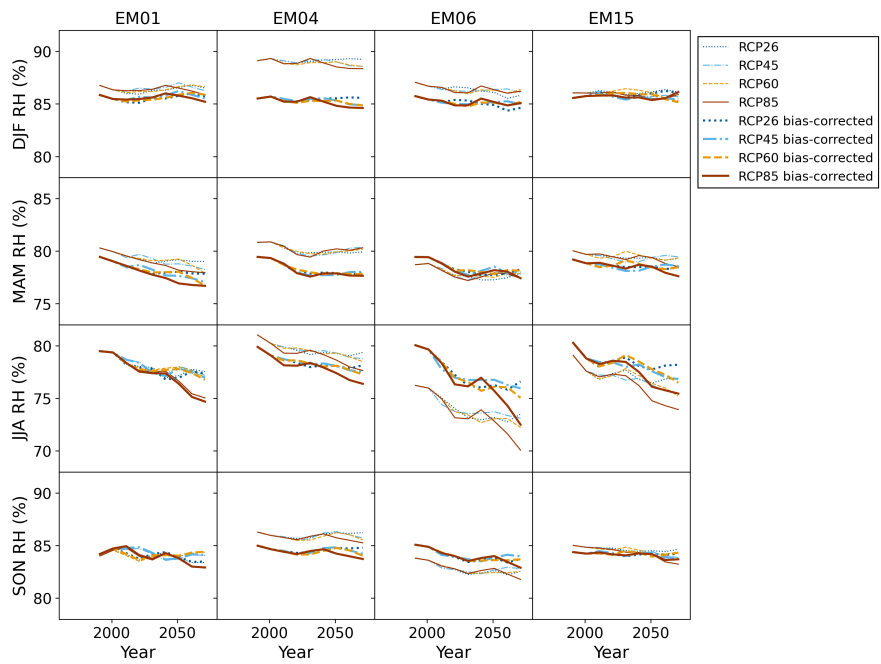 EM01 EM04 EM06 EM15
DJF RH (%)
90
85
80
MAM RH (%)
85
80
75
JJA RH (%)
80
75
70
SON RH (%)
90
85
80
2000 2050 2000 2050 2000 2050 2000 2050
Year Year Year Year
RCP26
RCP45
RCP60
RCP85
RCP26 bias-corrected
RCP45 bias-corrected
RCP60 bias-corrected
RCP85 bias-corrected